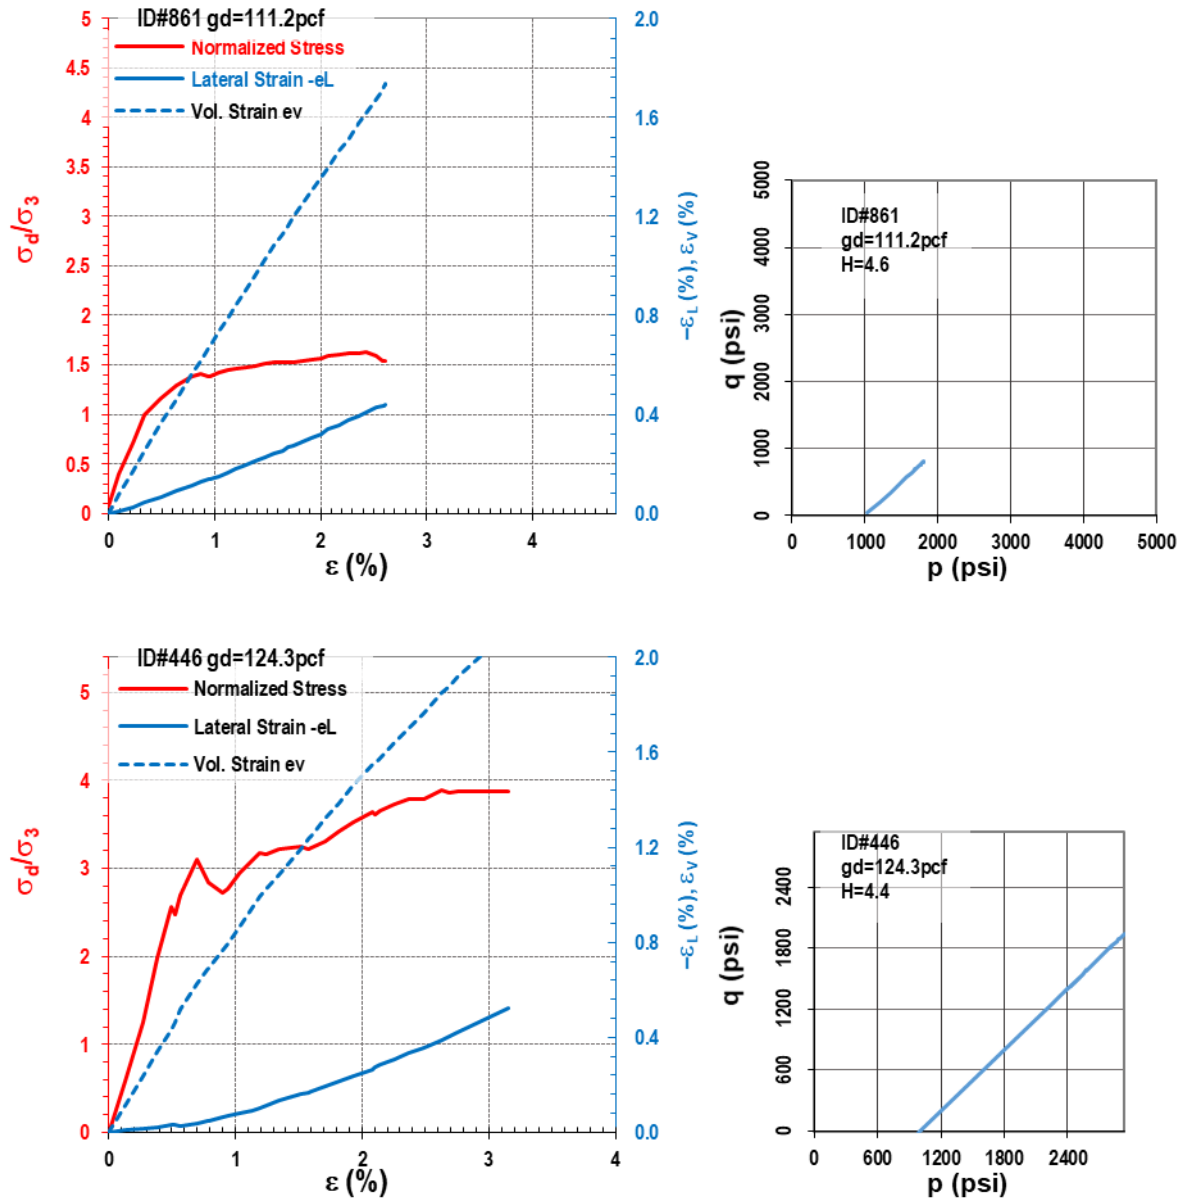 ID#861 gd=111.2pcf
Normalized Stress
Lateral Strain -eL
Vol. Strain ev
5
4.5
4
3.5
3
2.5
2
1.5
1
0.5
0
σd/σ3
2.0
1.6
1.2
0.8
0.4
0.0
−εL (%), εV (%)
0 1 2 3 4
ε (%)
ID#861
gd=111.2pcf
H=4.6
5000
4000
3000
2000
1000
0
q (psi)
0 1000 2000 3000 4000 5000
p (psi)
ID#446 gd=124.3pcf
Normalized Stress
Lateral Strain -eL
Vol. Strain ev
5
4
3
2
1
0
σd/σ3
2.0
1.6
1.2
0.8
0.4
0.0
−εL (%), εV (%)
0 1 2 3 4
ε (%)
ID#446
gd=124.3pcf
H=4.4
2400
1800
1200
600
0
q (psi)
0 600 1200 1800 2400
p (psi)